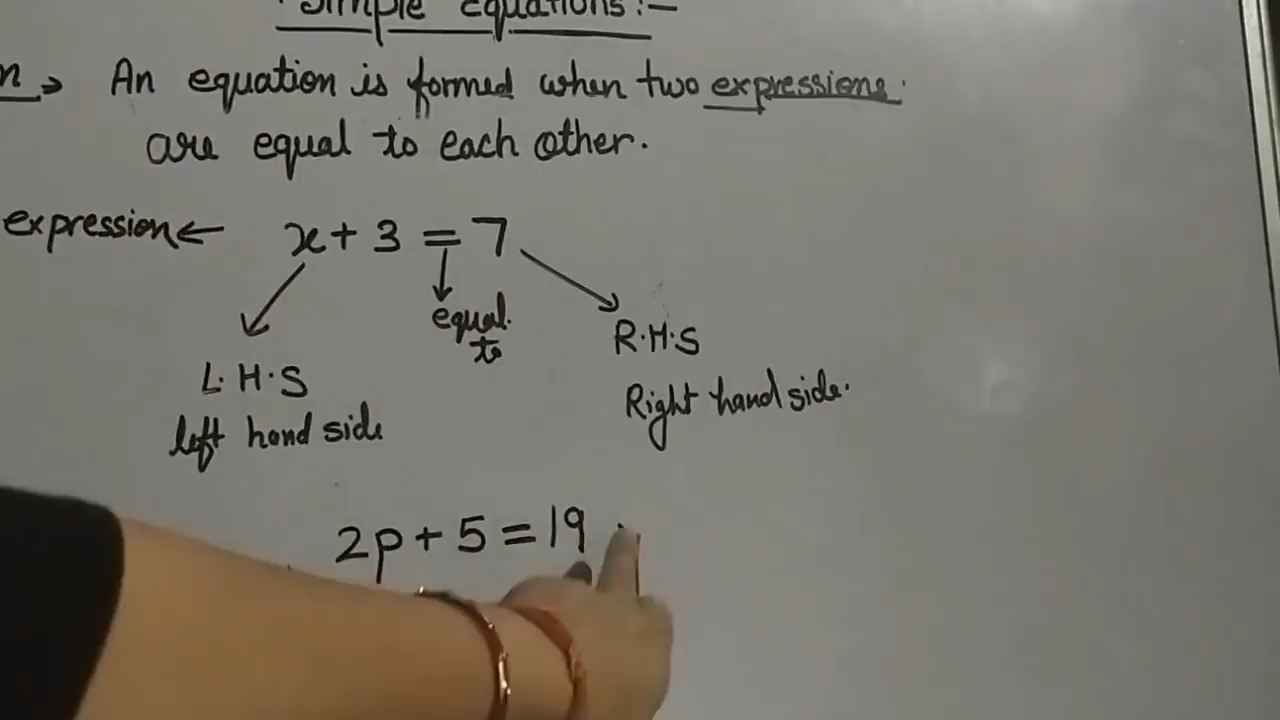 Simple Equations:-
n → An equation is formed when two expressions.
are equal to each other.
expression ← x + 3 = 7
equal.
to
R.H.S
L.H.S
Right hand side.
left hand side
2p + 5 = 19